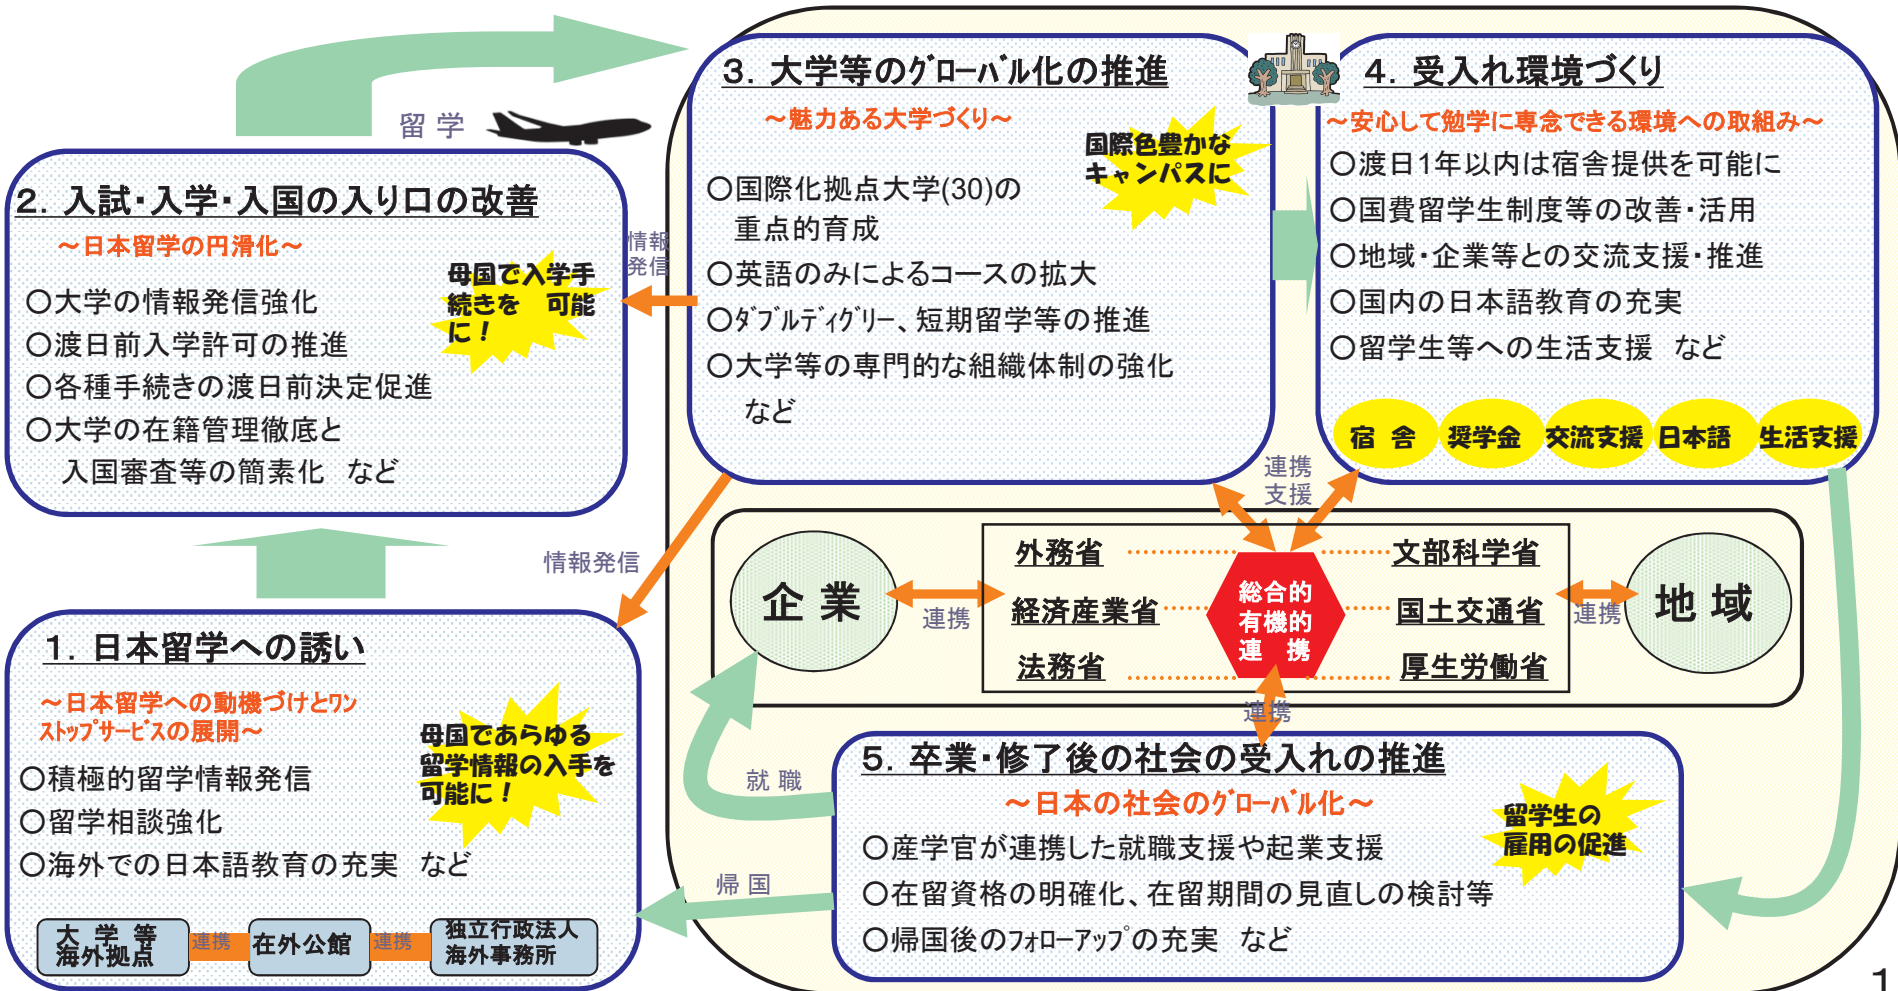 留 学
2．入試・入学・入国の入り口の改善
～日本留学の円滑化～
母国で入学手
続きを　可能
に！
○大学の情報発信強化
○渡日前入学許可の推進
○各種手続きの渡日前決定促進
○大学の在籍管理徹底と
入国審査等の簡素化　など
情報
発信
3．大学等のｸﾞﾛｰﾊﾞﾙ化の推進
～魅力ある大学づくり～
国際色豊かな
キャンパスに
○国際化拠点大学(30)の
重点的育成
○英語のみによるコースの拡大
○ﾀﾞﾌﾞﾙﾃﾞｨｸﾞﾘｰ、短期留学等の推進
○大学等の専門的な組織体制の強化
など
4．受入れ環境づくり
～安心して勉学に専念できる環境への取組み～
○渡日1年以内は宿舎提供を可能に
○国費留学生制度等の改善・活用
○地域・企業等との交流支援・推進
○国内の日本語教育の充実
○留学生等への生活支援　など
宿 舎　奨学金　交流支援　日本語　生活支援
連携
支援
情報発信
企 業
連携
外務省
経済産業省
法務省
総合的
有機的
連　携
文部科学省
国土交通省
厚生労働省
連携
地 域
連携
1．日本留学への誘い
～日本留学への動機づけとﾜﾝ
ｽﾄｯﾌﾟｻｰﾋﾞｽの展開～
母国であらゆる
留学情報の入手を
可能に！
○積極的留学情報発信
○留学相談強化
○海外での日本語教育の充実　など
大 学 等
海外拠点
連携
在外公館
連携
独立行政法人
海外事務所
就 職
帰 国
5．卒業・修了後の社会の受入れの推進
～日本の社会のｸﾞﾛｰﾊﾞﾙ化～
留学生の
雇用の促進
○産学官が連携した就職支援や起業支援
○在留資格の明確化、在留期間の見直しの検討等
○帰国後のﾌｫﾛｰｱｯﾌﾟの充実　など
1